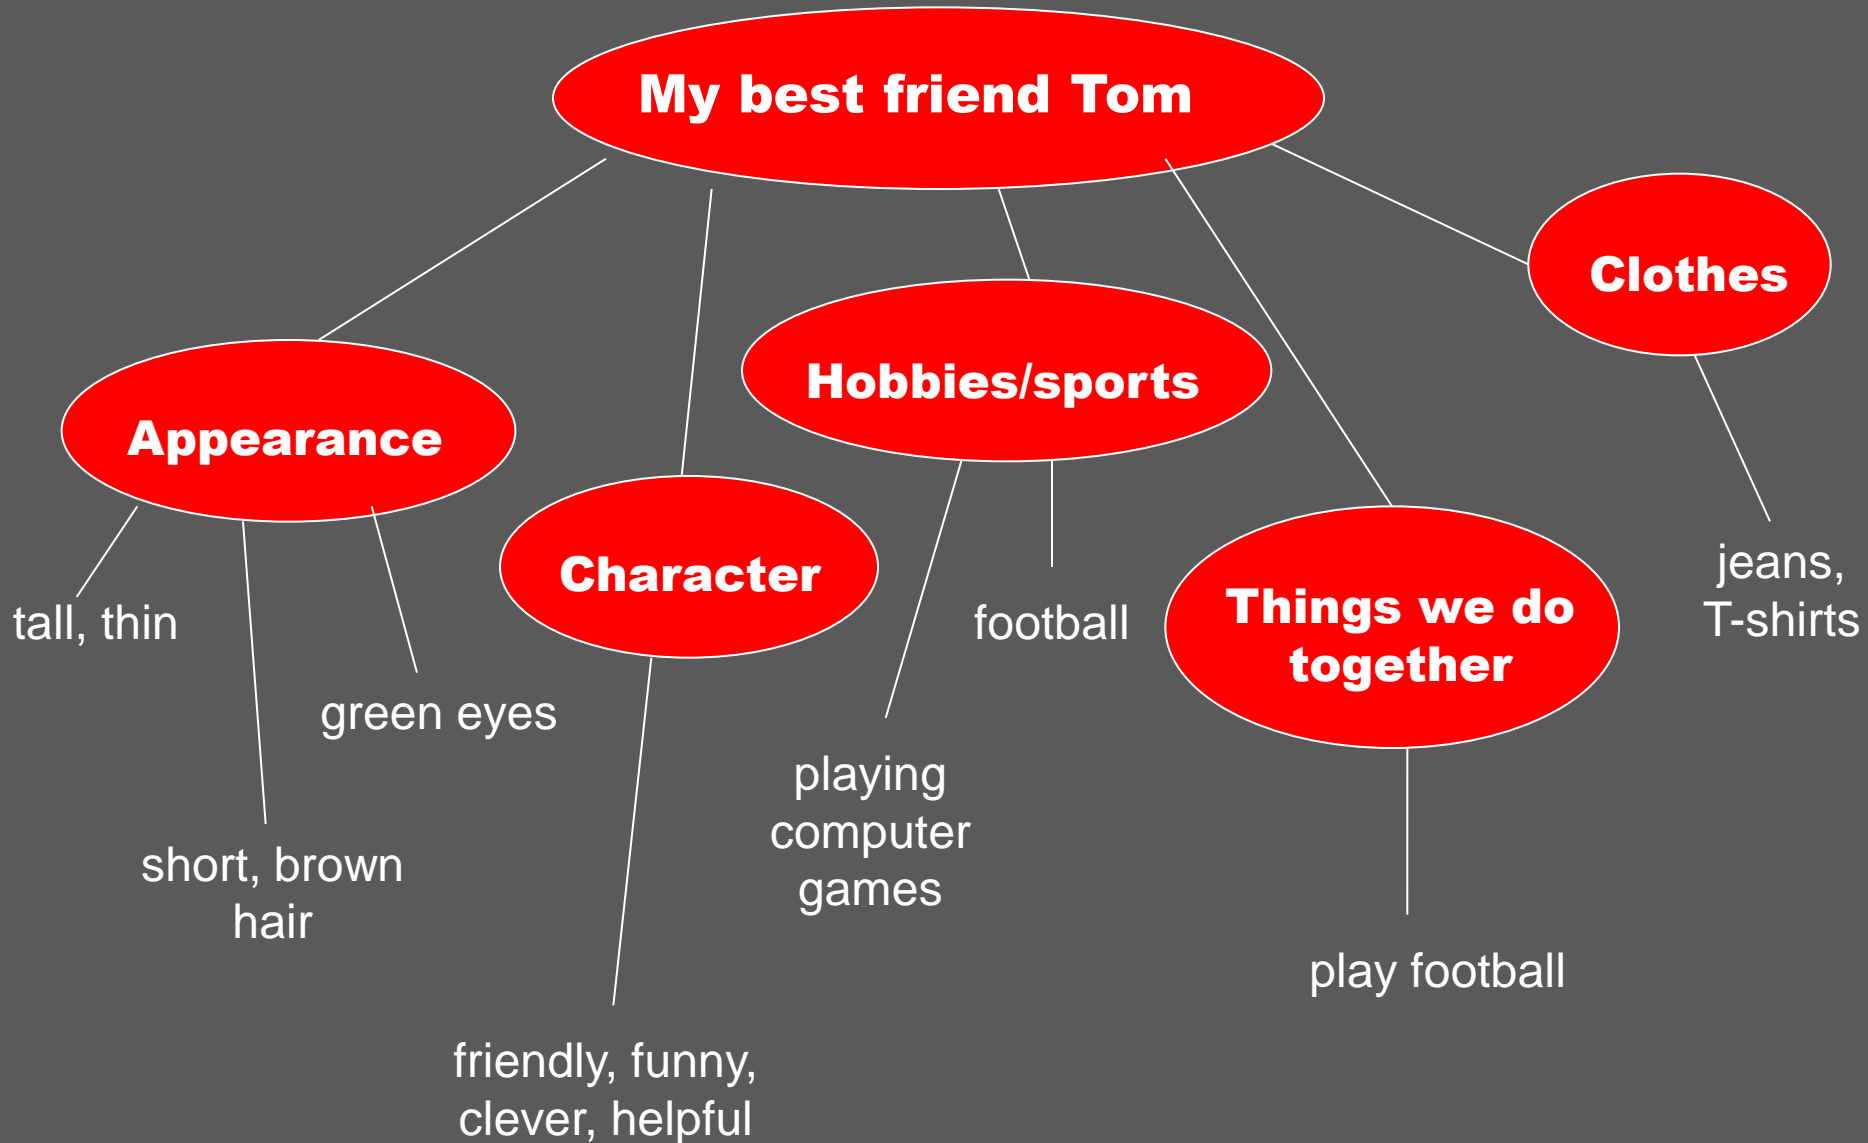 My best friend Tom
Clothes
Hobbies/sports
Appearance
Character
Things we do
together
jeans,
T-shirts
tall, thin
football
green eyes
playing
computer
games
short, brown
hair
play football
friendly, funny,
clever, helpful